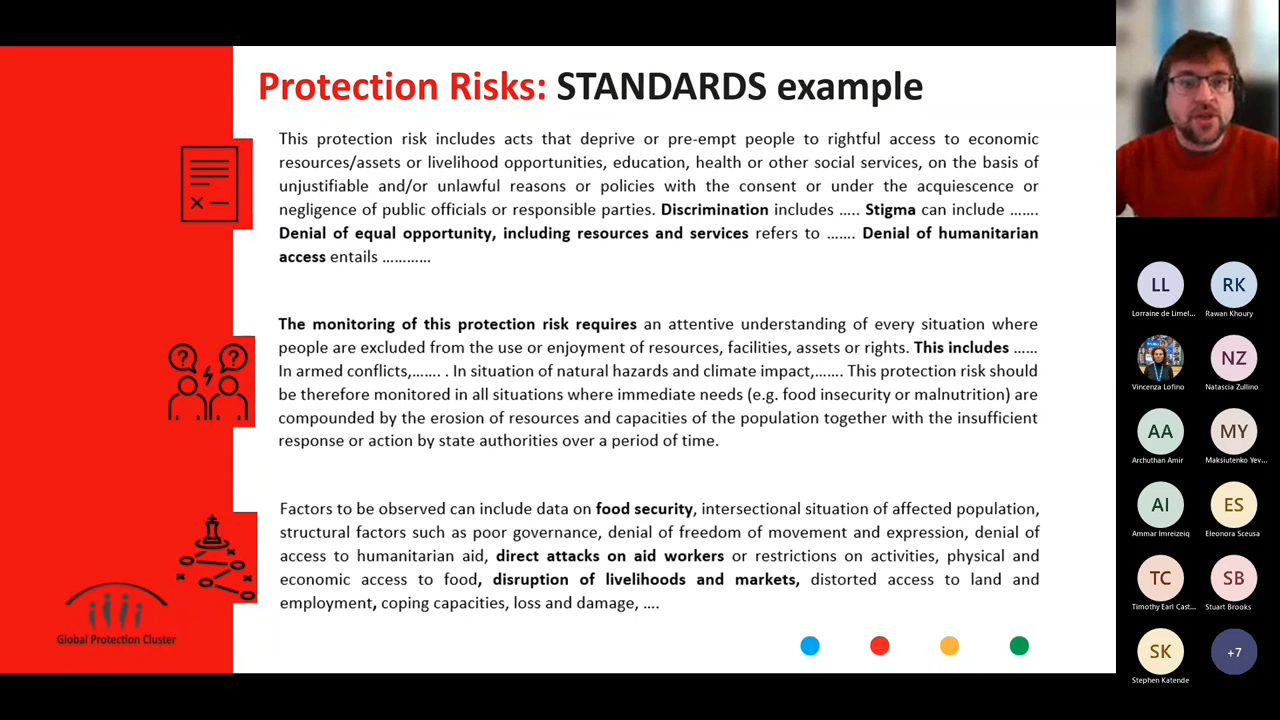 Protection Risks: STANDARDS example
This protection risk includes acts that deprive or pre-empt people to rightful access to economic
resources/assets or livelihood opportunities, education, health or other social services, on the basis of
unjustifiable and/or unlawful reasons or policies with the consent or under the acquiescence or
negligence of public officials or responsible parties. Discrimination includes ….. Stigma can include …….
Denial of equal opportunity, including resources and services refers to ……. Denial of humanitarian
access entails …………
The monitoring of this protection risk requires an attentive understanding of every situation where
people are excluded from the use or enjoyment of resources, facilities, assets or rights. This includes ……
In armed conflicts,……. . In situation of natural hazards and climate impact,……. This protection risk should
be therefore monitored in all situations where immediate needs (e.g. food insecurity or malnutrition) are
compounded by the erosion of resources and capacities of the population together with the insufficient
response or action by state authorities over a period of time.
Factors to be observed can include data on food security, intersectional situation of affected population,
structural factors such as poor governance, denial of freedom of movement and expression, denial of
access to humanitarian aid, direct attacks on aid workers or restrictions on activities, physical and
economic access to food, disruption of livelihoods and markets, distorted access to land and
employment, coping capacities, loss and damage, ….
Global Protection Cluster
LL
RK
Lorraine de Limel...
Rawan Khoury
NZ
Vincenza Lofino
Natascia Zullino
AA
MY
Archuthan Amir
Maksiutenko Yev...
AI
ES
Ammar Imreizeiq
Eleonora Sceusa
TC
SB
Timothy Earl Cast...
Stuart Brooks
SK
+7
Stephen Katende